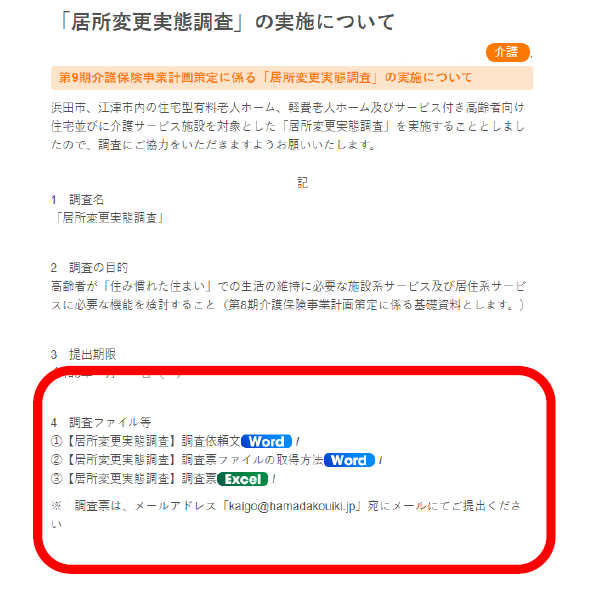 「居所変更実態調査」の実施について
介護
第9期介護保険事業計画策定に係る「居所変更実態調査」の実施について
浜田市、江津市内の住宅型有料老人ホーム、軽費老人ホーム及びサービス付き高齢者向け
住宅並びに介護サービス施設を対象とした「居所変更実態調査」を実施することとしまし
たので、調査にご協力をいただきますようお願いいたします。
記
1　調査名
「居所変更実態調査」
2　調査の目的
高齢者が「住み慣れた住まい」での生活の維持に必要な施設系サービス及び居住系サービ
スに必要な機能を検討すること（第8期介護保険事業計画策定に係る基礎資料とします。）
3　提出期限
4　調査ファイル等
①【居所変更実態調査】調査依頼文Word /
②【居所変更実態調査】調査票ファイルの取得方法Word /
③【居所変更実態調査】調査票Excel /
※　調査票は、メールアドレス「kaigo@hamadakouiki.jp」宛にメールにてご提出くださ
い